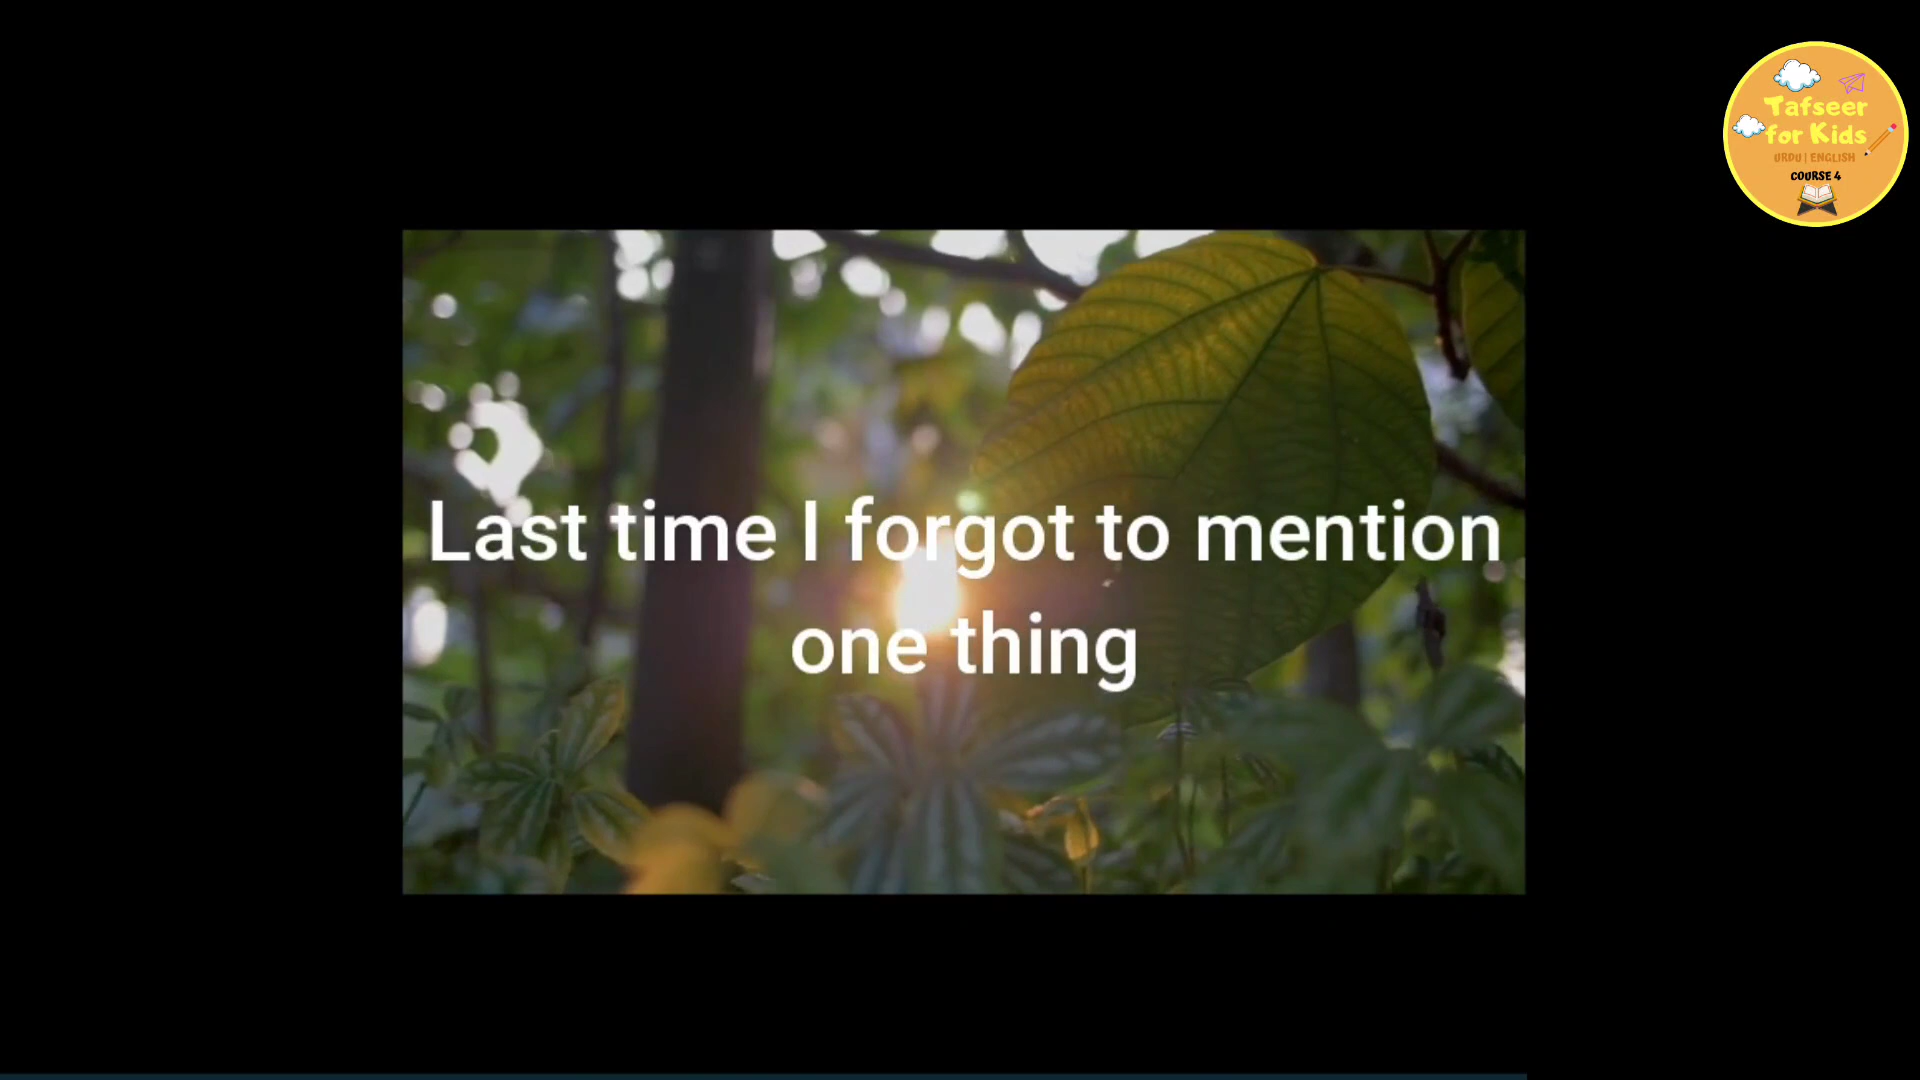 Tafseer
for Kids
URDU | ENGLISH
COURSE 4
Last time I forgot to mention
one thing